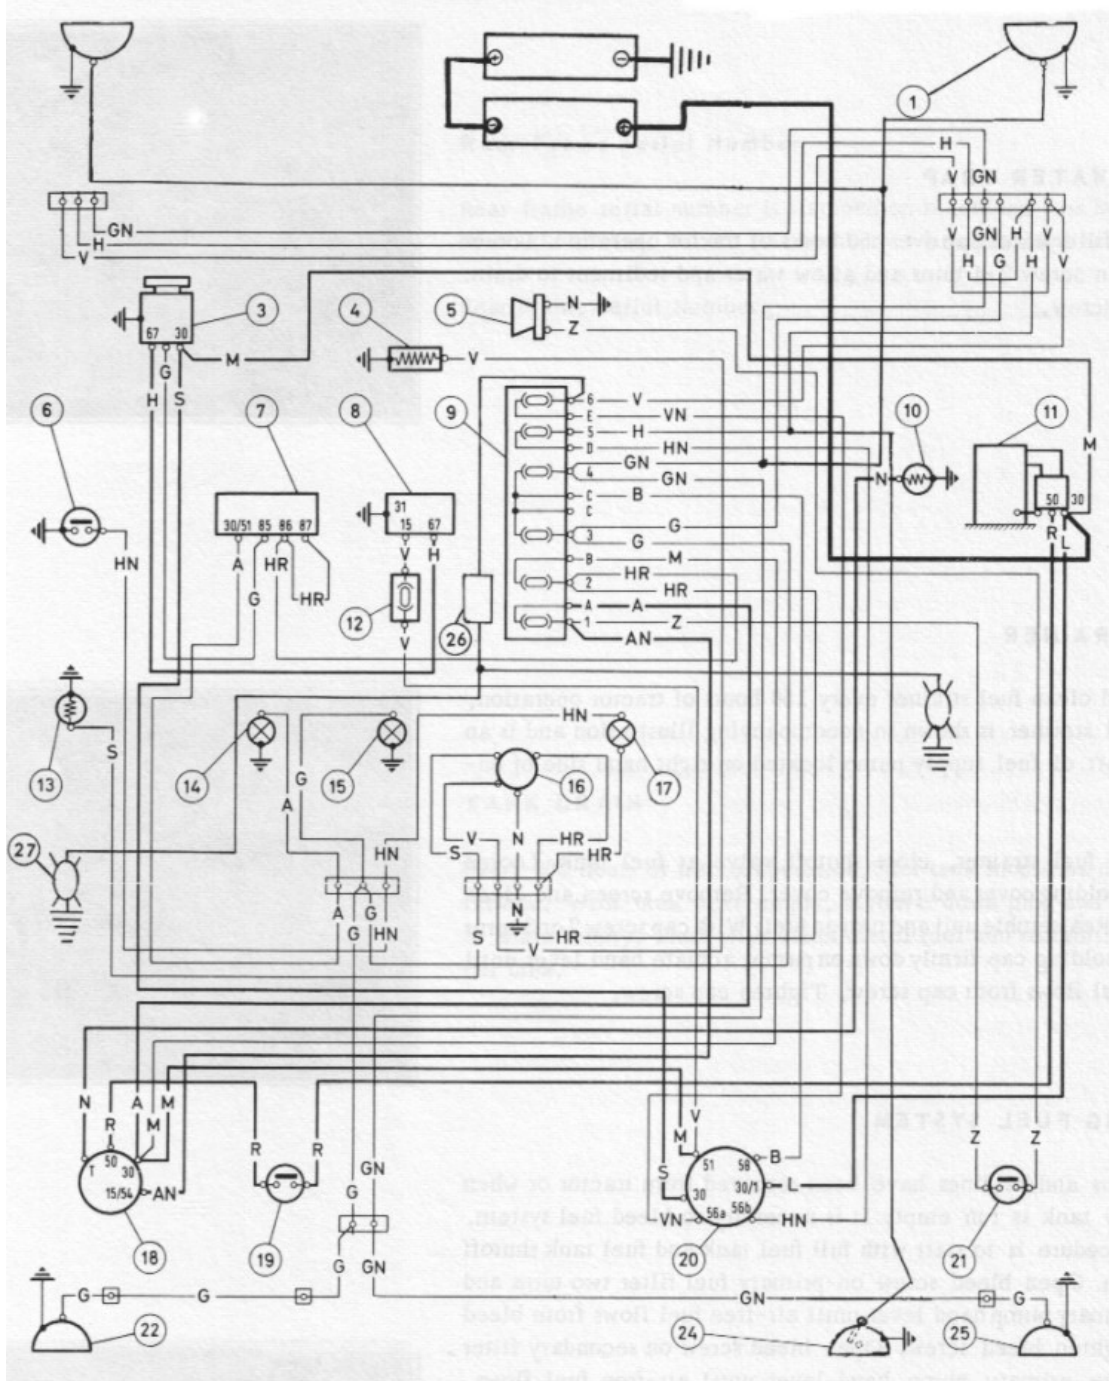 1
H
GN
GN
H
V
V GN H V
H G H V
3
4
5
N
Z
67 30
M
V
G
H S
6
7
8
9
10
11
6 V
E VN
5 H
D HN
4 GN
GN
C B
C
3 G
G
B M
2 HR
HR
A A
1 Z
AN
N
M
50 30
R L
30/51 85 86 87
31
15 67
HN
A
G
HR
HR
V H
12
V
26
13
14
15
HN
16
17
S
G
A
V N HR
S HR
HN
27
A G
G HN
N
S
HR
V
N A M
R M
R R
GN
V
M
S
B
L
VN
HN
Z Z
T 50 30
15/54 AN
51 58
30 30/1
56a 56b
18
19
20
21
G
G GN
G G
GN
G
22
24
25